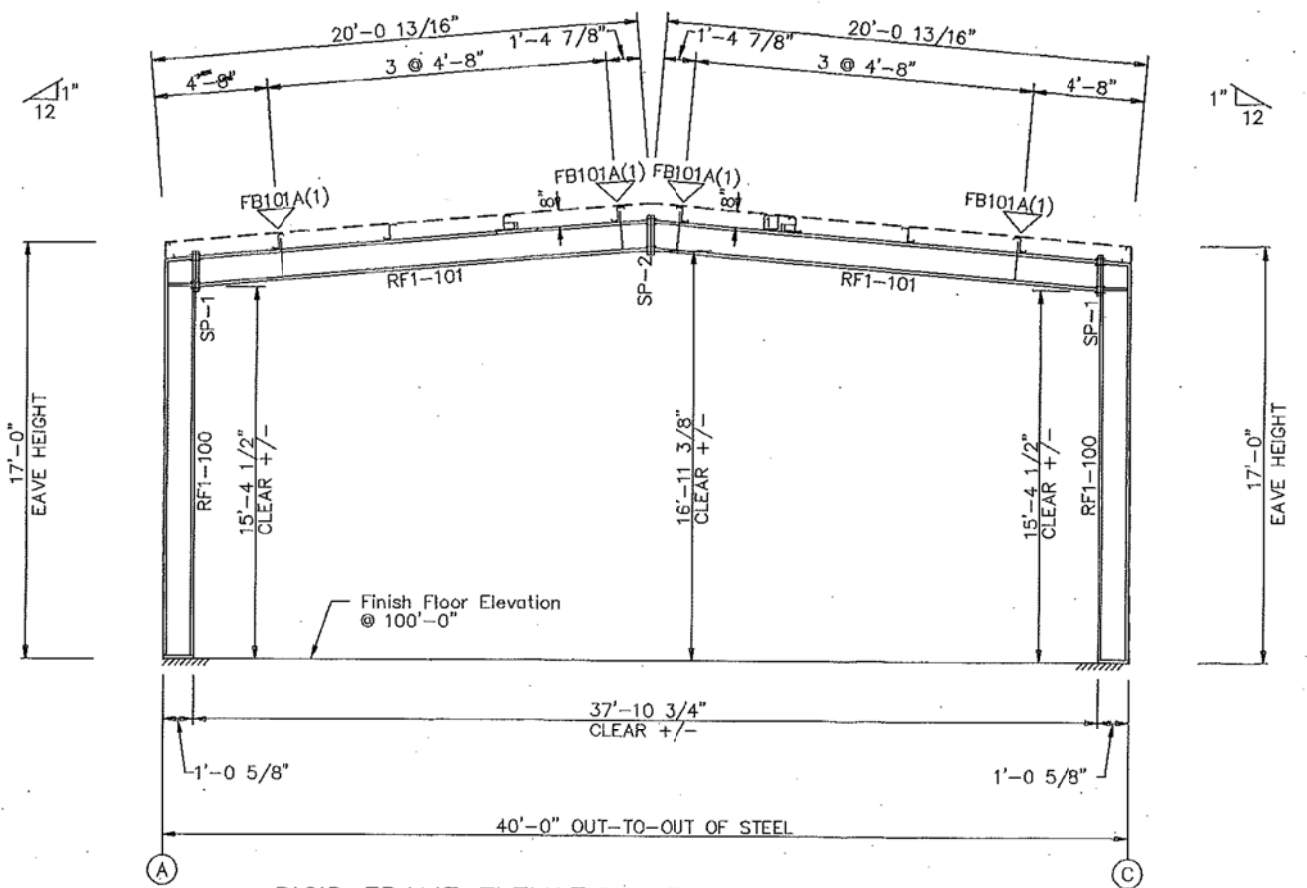 20'-0 13/16"
20'-0 13/16"
1'-4 7/8"
1'-4 7/8"
4'-8"
3 @ 4'-8"
3 @ 4'-8"
4'-8"
1"
12
1"
12
FB101A(1)
FB101A(1)
FB101A(1)
FB101A(1)
8"
8"
RF1-101
RF1-101
SP-1
SP-2
SP-1
17'-0"
EAVE HEIGHT
RF1-100
15'-4 1/2"
CLEAR +/-
16'-11 3/8"
CLEAR +/-
15'-4 1/2"
CLEAR +/-
RF1-100
17'-0"
EAVE HEIGHT
Finish Floor Elevation
@ 100'-0"
37'-10 3/4"
CLEAR +/-
1'-0 5/8"
1'-0 5/8"
40'-0" OUT-TO-OUT OF STEEL
A
C